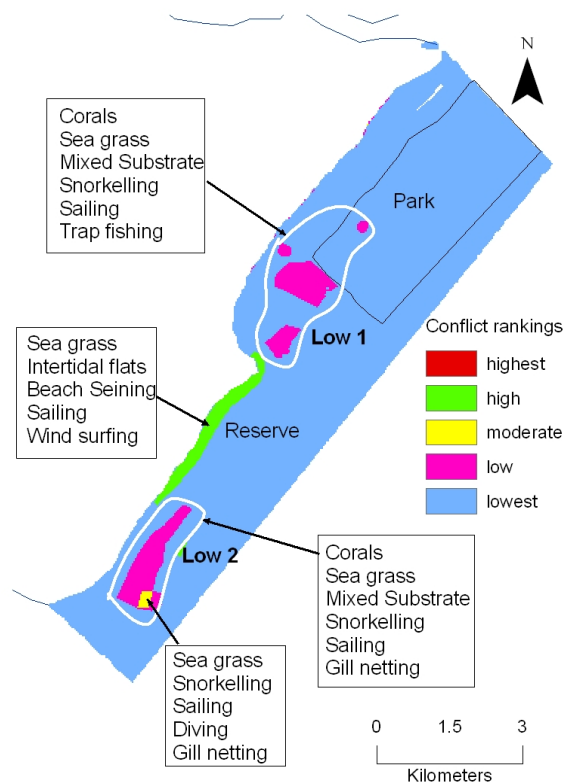 N
Corals
Sea grass
Mixed Substrate
Snorkelling
Sailing
Trap fishing
Park
Low 1
Conflict rankings
highest
high
moderate
low
lowest
Sea grass
Intertidal flats
Beach Seining
Sailing
Wind surfing
Reserve
Low 2
Corals
Sea grass
Mixed Substrate
Snorkelling
Sailing
Gill netting
Sea grass
Snorkelling
Sailing
Diving
Gill netting
0 1.5 3
Kilometers